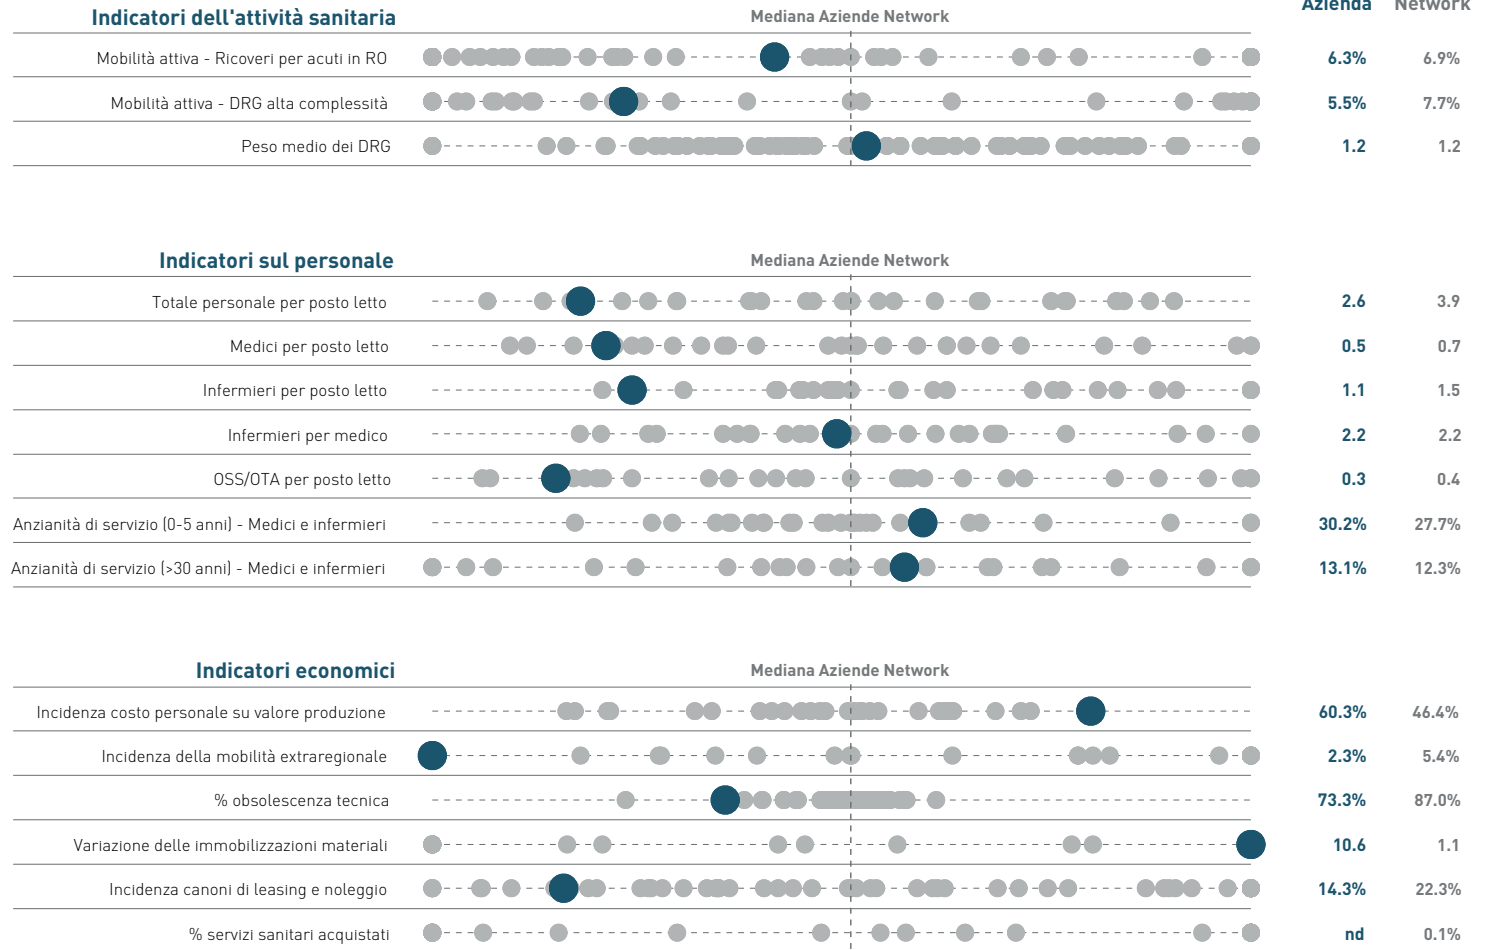 Azienda Network
Indicatori dell'attività sanitaria Mediana Aziende Network
Mobilità attiva - Ricoveri per acuti in RO 6.3% 6.9%
Mobilità attiva - DRG alta complessità 5.5% 7.7%
Peso medio dei DRG 1.2 1.2
Indicatori sul personale Mediana Aziende Network
Totale personale per posto letto 2.6 3.9
Medici per posto letto 0.5 0.7
Infermieri per posto letto 1.1 1.5
Infermieri per medico 2.2 2.2
OSS/OTA per posto letto 0.3 0.4
Anzianità di servizio (0-5 anni) - Medici e infermieri 30.2% 27.7%
Anzianità di servizio (>30 anni) - Medici e infermieri 13.1% 12.3%
Indicatori economici Mediana Aziende Network
Incidenza costo personale su valore produzione 60.3% 46.4%
Incidenza della mobilità extraregionale 2.3% 5.4%
% obsolescenza tecnica 73.3% 87.0%
Variazione delle immobilizzazioni materiali 10.6 1.1
Incidenza canoni di leasing e noleggio 14.3% 22.3%
% servizi sanitari acquistati nd 0.1%